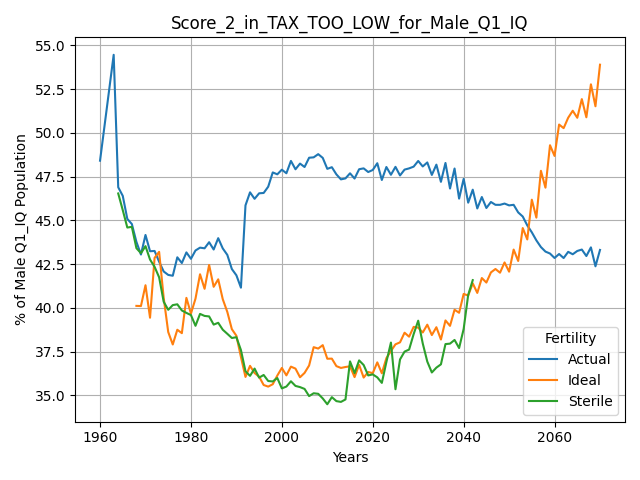 Score_2_in_TAX_TOO_LOW_for_Male_Q1_IQ
% of Male Q1_IQ Population
55.0
52.5
50.0
47.5
45.0
42.5
40.0
37.5
35.0
Fertility
Actual
Ideal
Sterile
1960
1980
2000
2020
2040
2060
Years